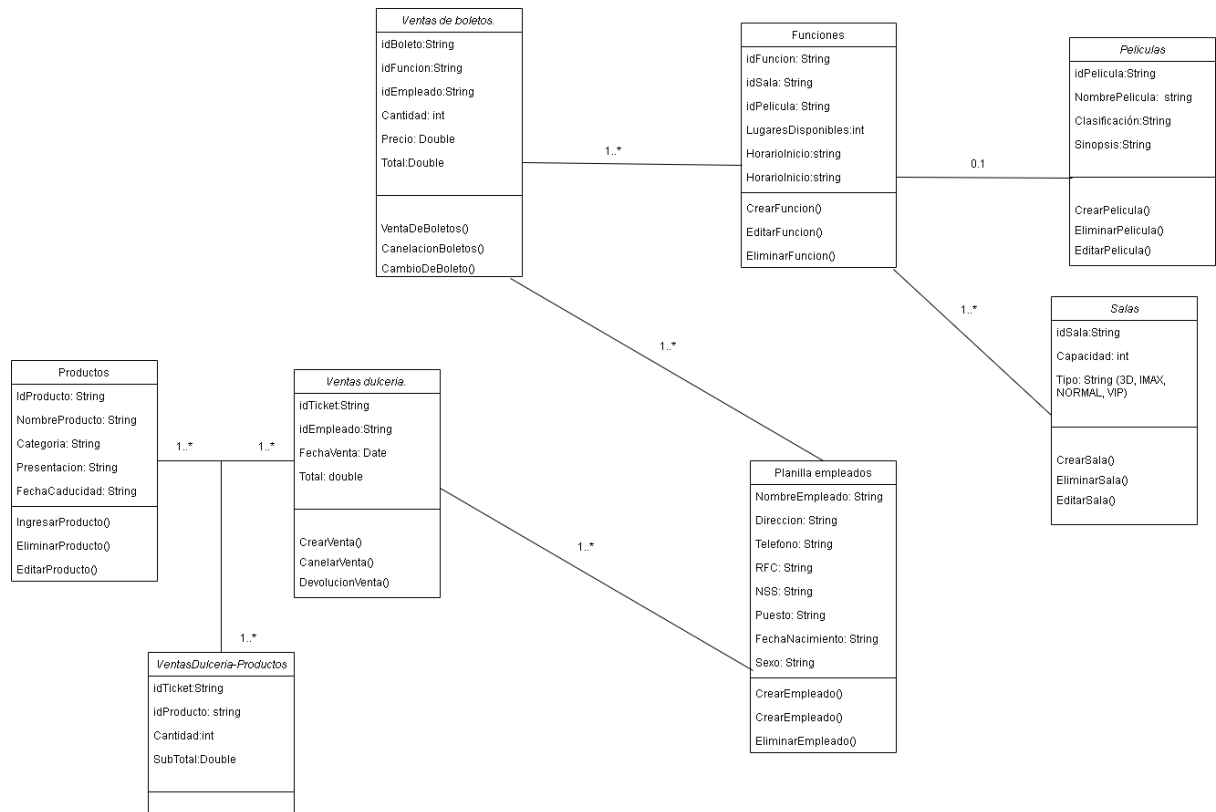 Ventas de boletos.
idBoleto:String
idFuncion:String
idEmpleado:String
Cantidad: int
Precio: Double
Total:Double
VentaDeBoletos()
CanelacionBoletos()
CambioDeBoleto()
1..*
Funciones
idFuncion: String
idSala: String
idPelicula: String
LugaresDisponibles:int
HorarioInicio:string
HorarioInicio:string
CrearFuncion()
EditarFuncion()
EliminarFuncion()
0.1
Peliculas
idPelicula:String
NombrePelicula: string
Clasificación:String
Sinopsis:String
CrearPelicula()
EliminarPelicula()
EditarPelicula()
1..*
Salas
idSala:String
Capacidad: int
Tipo: String (3D, IMAX,
NORMAL, VIP)
CrearSala()
EliminarSala()
EditarSala()
1..*
Productos
IdProducto: String
NombreProducto: String
Categoria: String
Presentacion: String
FechaCaducidad: String
IngresarProducto()
EliminarProducto()
EditarProducto()
1..*
1..*
Ventas dulceria.
idTicket:String
idEmpleado:String
FechaVenta: Date
Total: double
CrearVenta()
CanelarVenta()
DevolucionVenta()
1..*
Planilla empleados
NombreEmpleado: String
Direccion: String
Telefono: String
RFC: String
NSS: String
Puesto: String
FechaNacimiento: String
Sexo: String
CrearEmpleado()
CrearEmpleado()
EliminarEmpleado()
1..*
VentasDulceria-Productos
idTicket:String
idProducto: string
Cantidad:int
SubTotal:Double